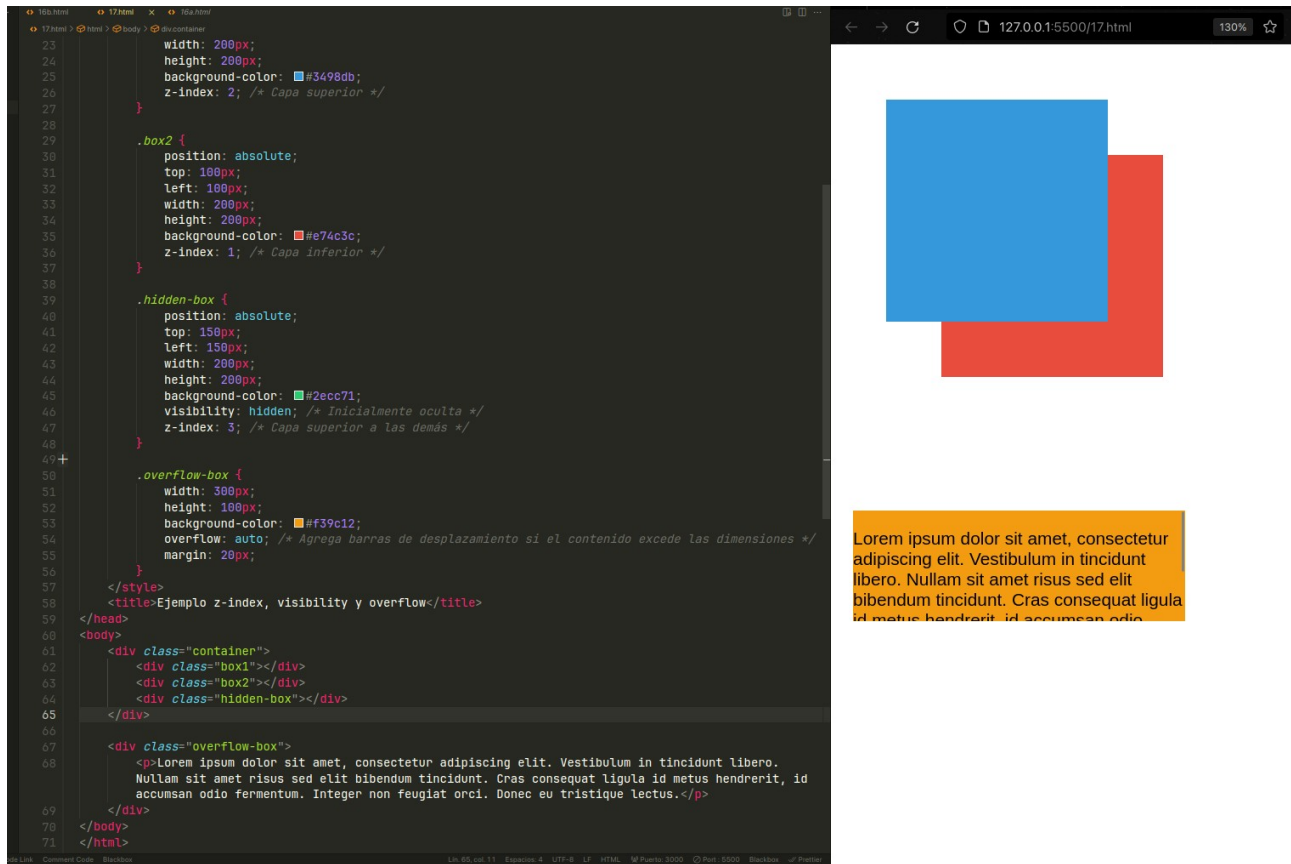 16b.html 17.html × 16a.html
17.html > html > body > div.container
23 width: 200px;
24 height: 200px;
25 background-color: #3498db;
26 z-index: 2; /* Capa superior */
27 }
28
29 .box2 {
30 position: absolute;
31 top: 100px;
32 left: 100px;
33 width: 200px;
34 height: 200px;
35 background-color: #e74c3c;
36 z-index: 1; /* Capa inferior */
37 }
38
39 .hidden-box {
40 position: absolute;
41 top: 150px;
42 left: 150px;
43 width: 200px;
44 height: 200px;
45 background-color: #2ecc71;
46 visibility: hidden; /* Inicialmente oculta */
47 z-index: 3; /* Capa superior a las demás */
48 }
49
50 .overflow-box {
51 width: 300px;
52 height: 100px;
53 background-color: #f39c12;
54 overflow: auto; /* Agrega barras de desplazamiento si el contenido excede las dimensiones */
55 margin: 20px;
56 }
57 </style>
58 <title>Ejemplo z-index, visibility y overflow</title>
59 </head>
60 <body>
61 <div class="container">
62 <div class="box1"></div>
63 <div class="box2"></div>
64 <div class="hidden-box"></div>
65 </div>
66
67 <div class="overflow-box">
68 <p>Lorem ipsum dolor sit amet, consectetur adipiscing elit. Vestibulum in tincidunt libero.
Nullam sit amet risus sed elit bibendum tincidunt. Cras consequat ligula id metus hendrerit, id
accumsan odio fermentum. Integer non feugiat orci. Donec eu tristique lectus.</p>
69 </div>
70 </body>
71 </html>
ode Link Comment Code Blackbox Lín. 65, col. 11 Espacios: 4 UTF-8 LF HTML Puerto: 3000 Port : 5500 Blackbox Prettier
127.0.0.1:5500/17.html 130%
Lorem ipsum dolor sit amet, consectetur
adipiscing elit. Vestibulum in tincidunt
libero. Nullam sit amet risus sed elit
bibendum tincidunt. Cras consequat ligula
id metus hendrerit, id accumsan odio